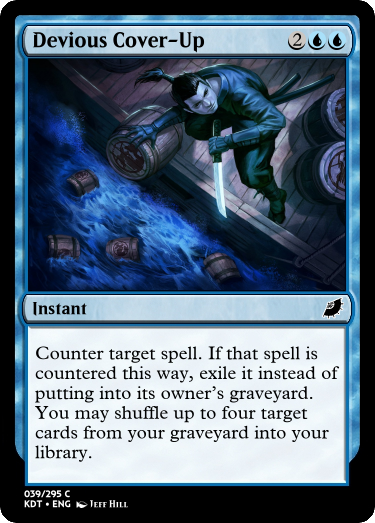 Devious Cover-Up 2
Instant
Counter target spell. If that spell is
countered this way, exile it instead of
putting into its owner's graveyard.
You may shuffle up to four target
cards from your graveyard into your
library.
039/295 C
KDT • ENG Jeff Hill